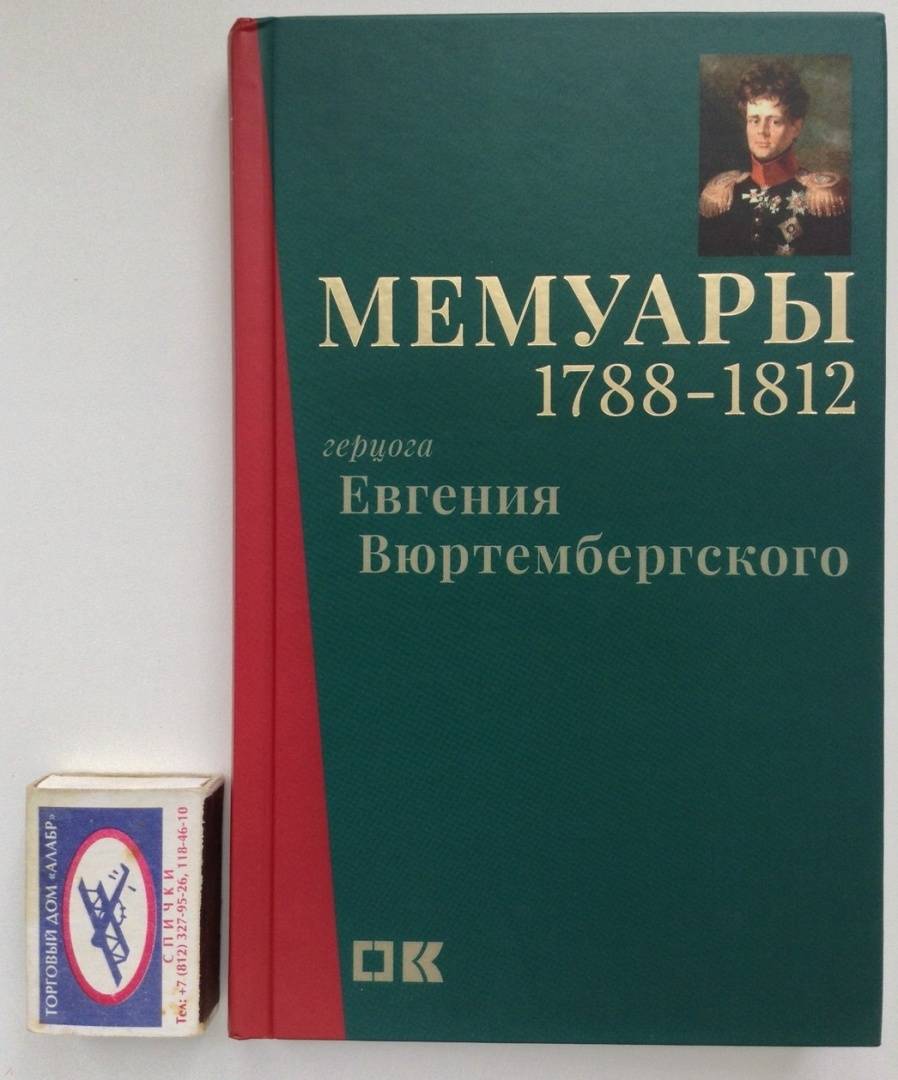 МЕМУАРЫ
1788–1812
герцога
Евгения
Вюртембергского
ОК
ТОРГОВЫЙ ДОМ «АЛАБР»
СПИЧКИ
Тел: +7 (812) 327-95-26, 118-46-10